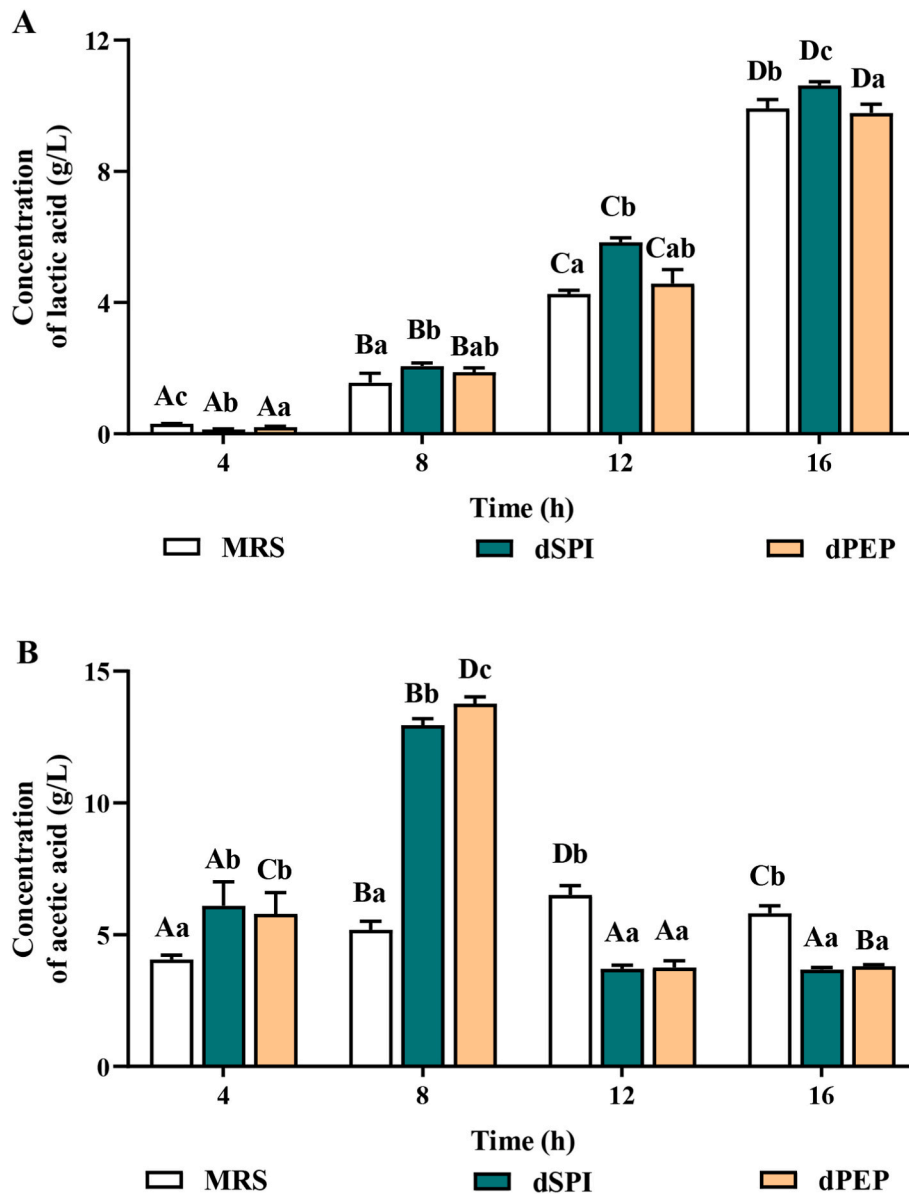 A
Concentration
of lactic acid (g/L)
12
8
4
0
Ac Ab Aa
Ba Bb Bab
Ca Cb Cab
Db Dc Da
4 8 12 16
Time (h)
MRS dSPI dPEP
B
Concentration
of acetic acid (g/L)
15
10
5
0
Aa Ab Cb
Ba Bb Dc
Db Aa Aa
Cb Aa Ba
4 8 12 16
Time (h)
MRS dSPI dPEP